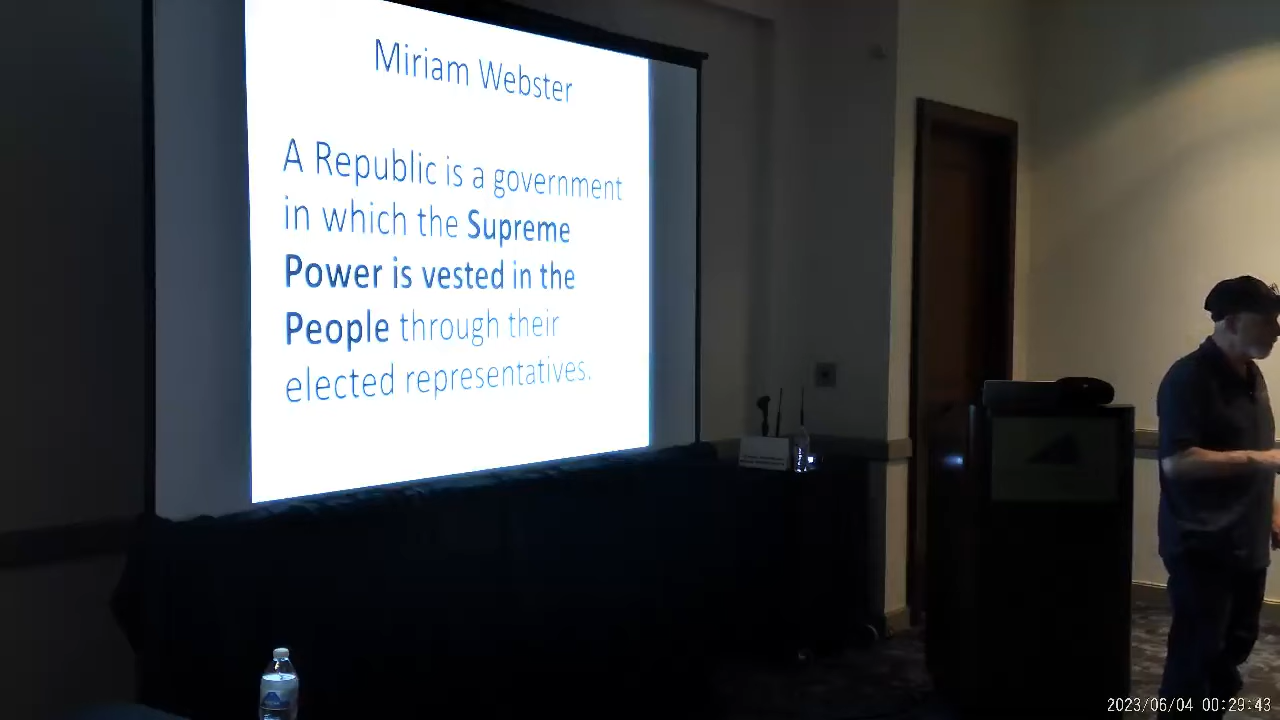 Miriam Webster
A Republic is a government
in which the Supreme
Power is vested in the
People through their
elected representatives.
2023/06/04 00:29:43